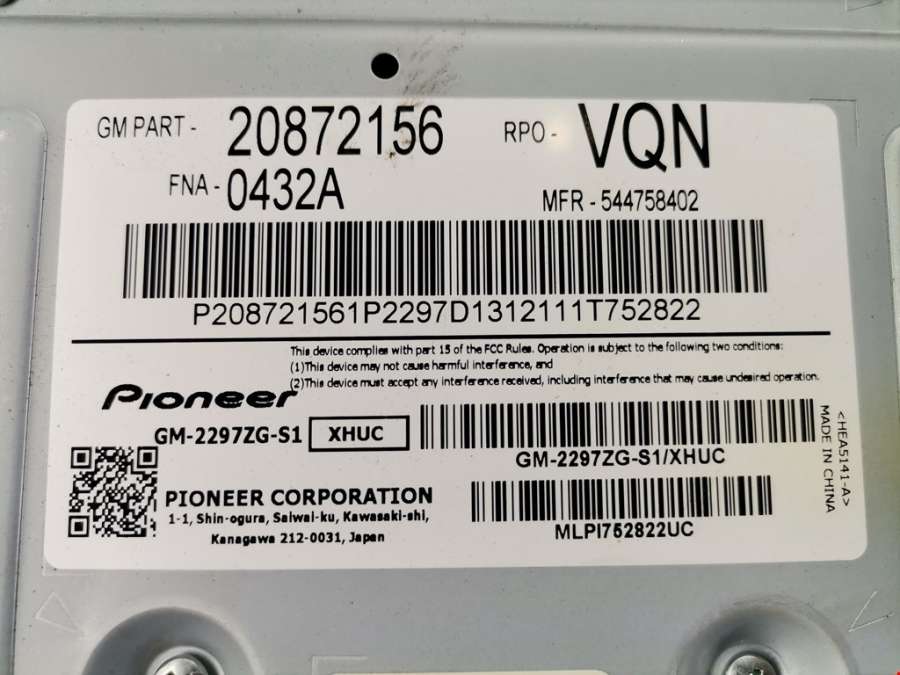 GM PART - 20872156 RPO - VQN
FNA - 0432A MFR - 544758402
P208721561P2297D1312111T752822
This device complies with part 15 of the FCC Rules. Operation is subject to the following two conditions:
(1)This device may not cause harmful interference, and
(2)This device must accept any interference received, including interference that may cause undesired operation.
Pioneer
GM-2297ZG-S1 XHUC
GM-2297ZG-S1/XHUC
PIONEER CORPORATION
1-1, Shin-ogura, Saiwai-ku, Kawasaki-shi,
Kanagawa 212-0031, Japan
MLPI752822UC
<HEA5141-A>
MADE IN CHINA